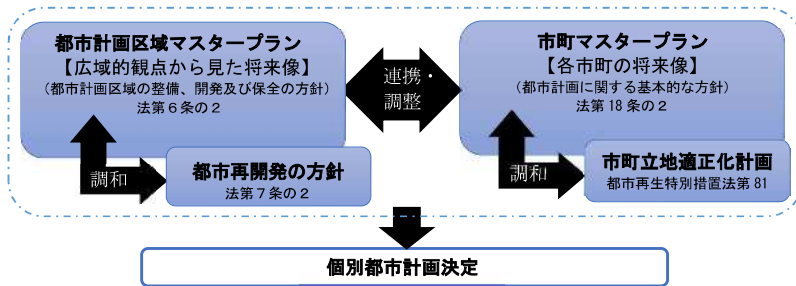 都市計画区域マスタープラン
【広域的観点から見た将来像】
（都市計画区域の整備、開発及び保全の方針）
法第６条の２
調和
都市再開発の方針
法第７条の２
連携・
調整
市町マスタープラン
【各市町の将来像】
（都市計画に関する基本的な方針）
法第 18 条の２
調和
市町立地適正化計画
都市再生特別措置法第 81
個別都市計画決定